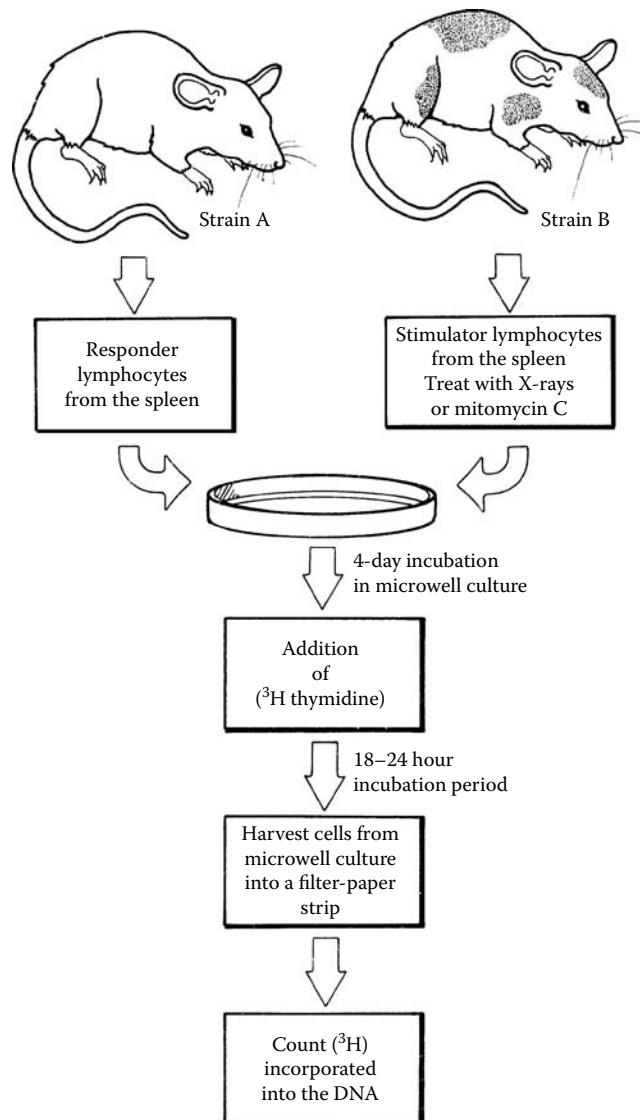 Strain A
Strain B
Responder
lymphocytes
from the spleen
Stimulator lymphocytes
from the spleen
Treat with X-rays
or mitomycin C
4-day incubation
in microwell culture
Addition
of
(³H thymidine)
18–24 hour
incubation period
Harvest cells from
microwell culture
into a filter-paper
strip
Count (³H)
incorporated
into the DNA